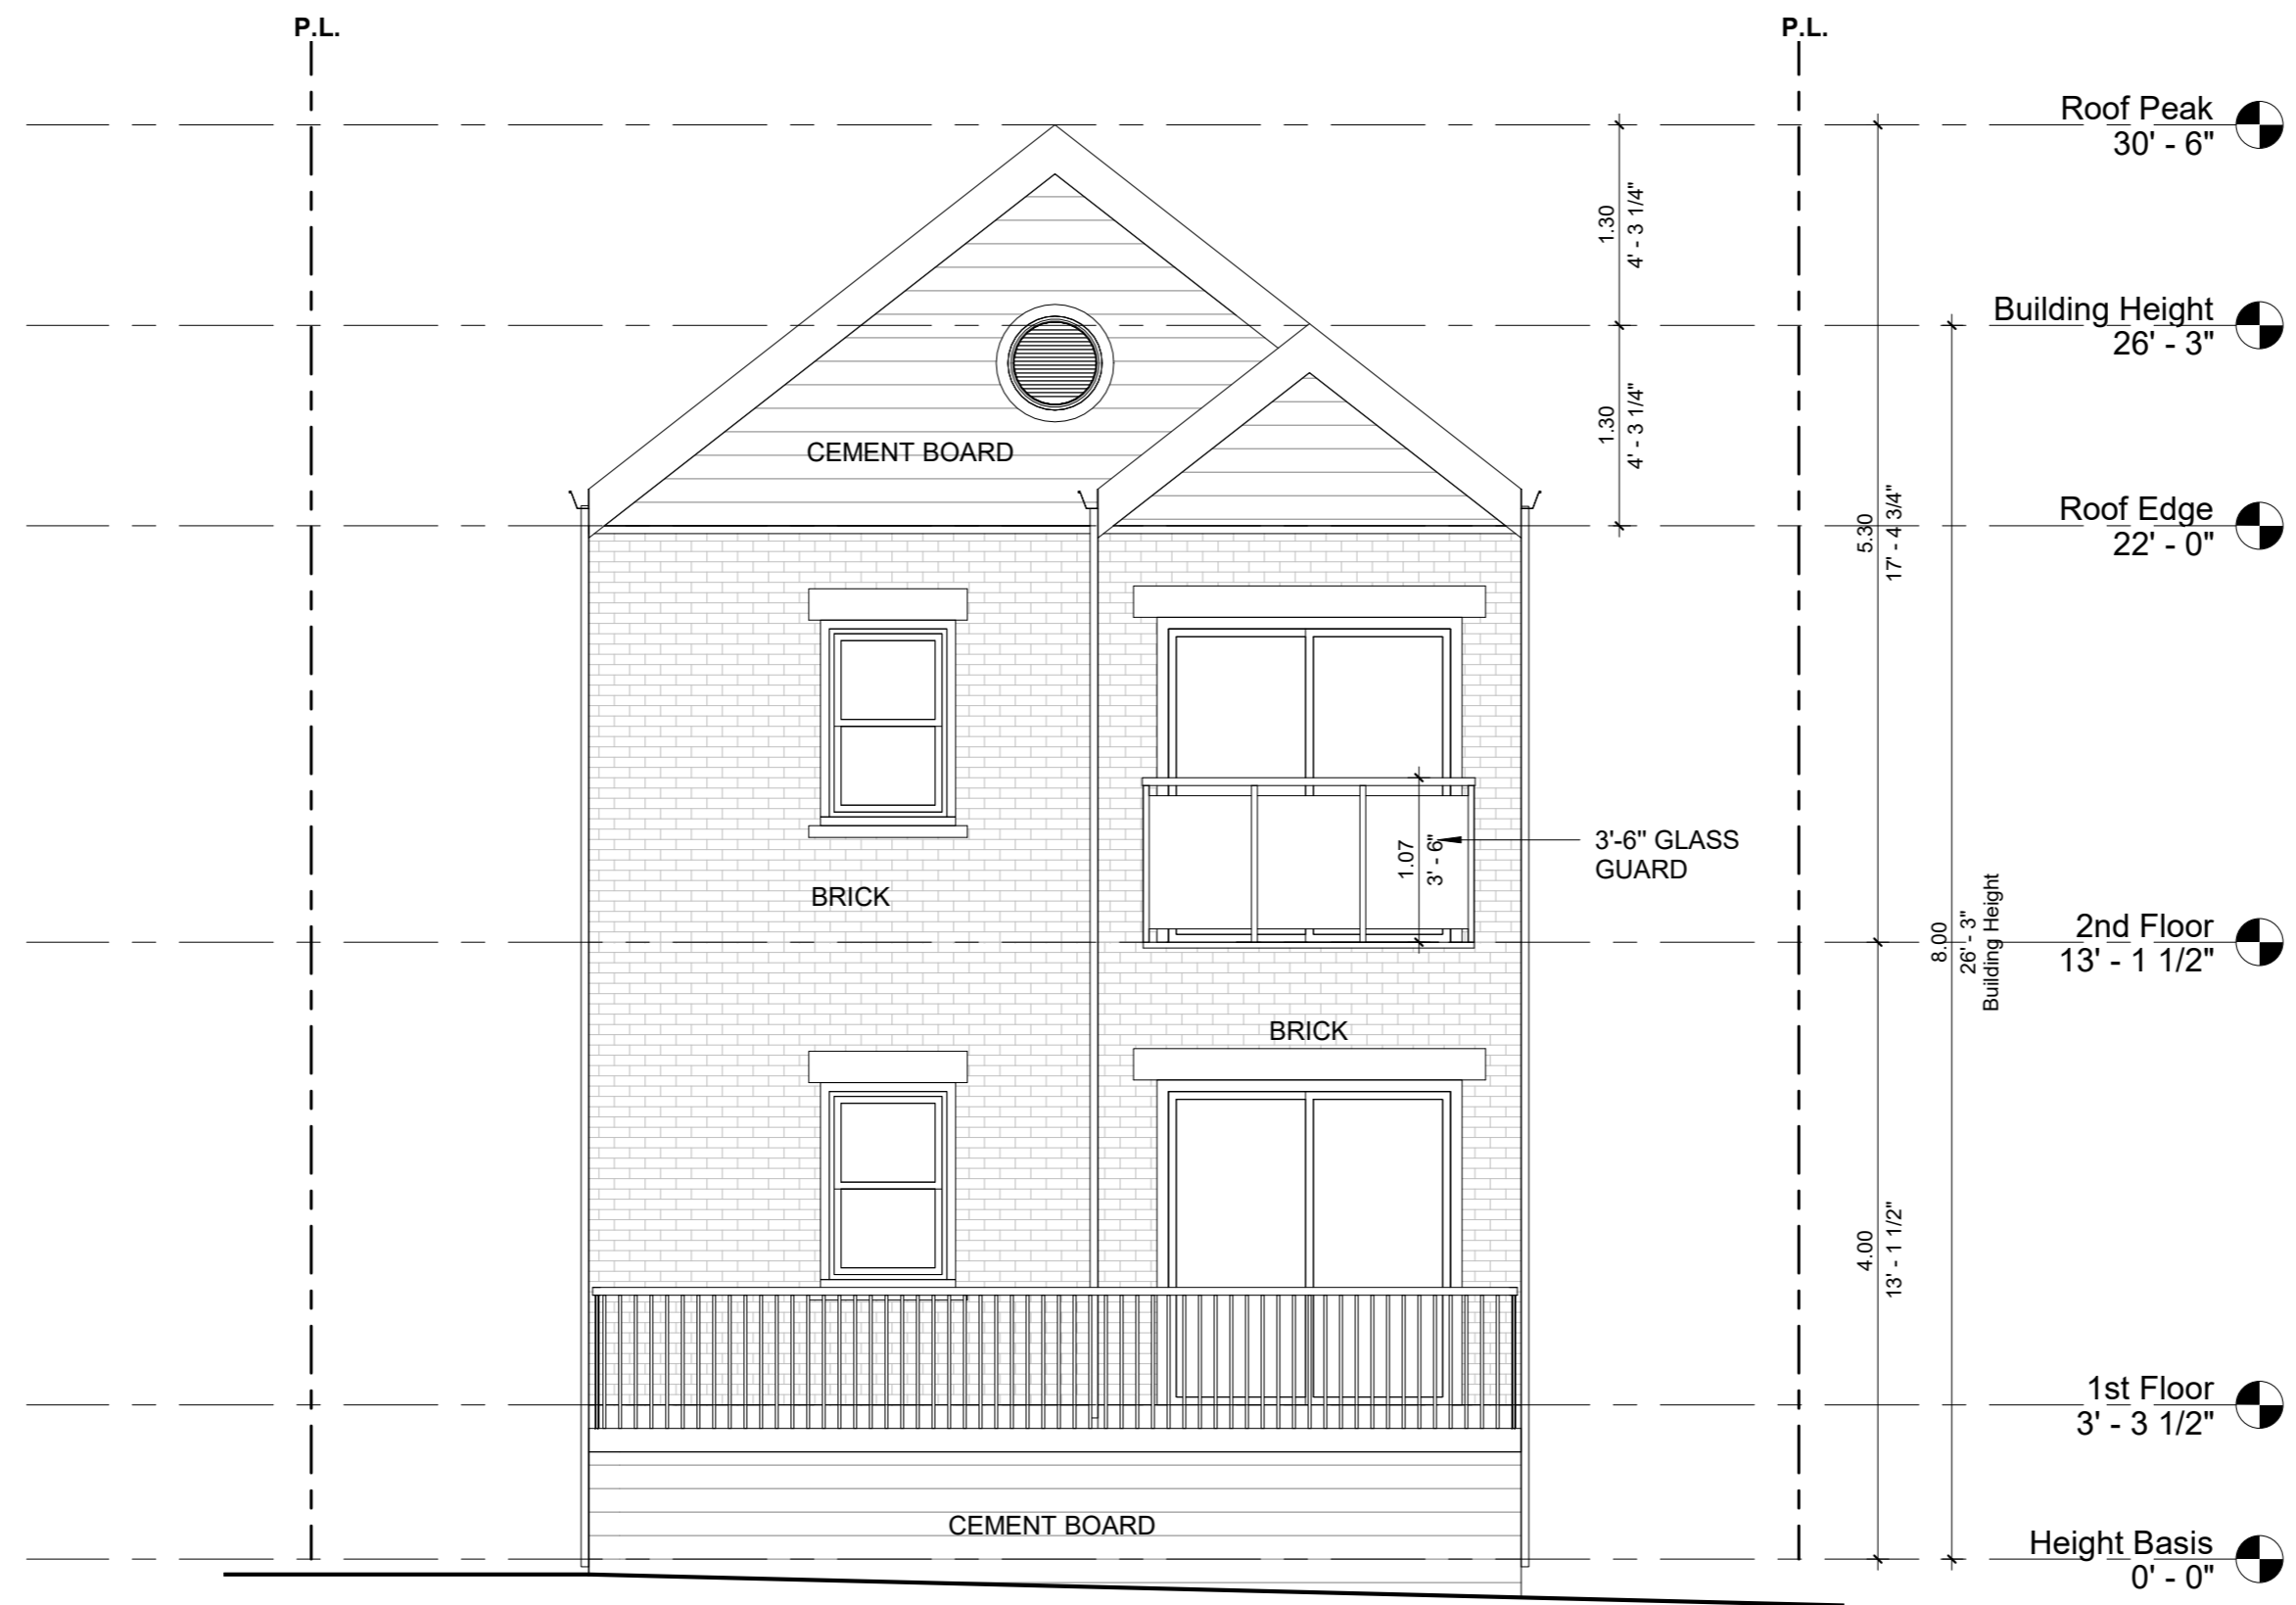 P.L.
P.L.
Roof Peak
30' - 6"
1.30
4' - 3 1/4"
Building Height
26' - 3"
1.30
4' - 3 1/4"
CEMENT BOARD
Roof Edge
22' - 0"
5.30
17' - 4 3/4"
3'-6" GLASS
GUARD
1.07
3' - 6"
BRICK
2nd Floor
13' - 1 1/2"
8.00
26' - 3"
Building Height
BRICK
4.00
13' - 1 1/2"
1st Floor
3' - 3 1/2"
CEMENT BOARD
Height Basis
0' - 0"